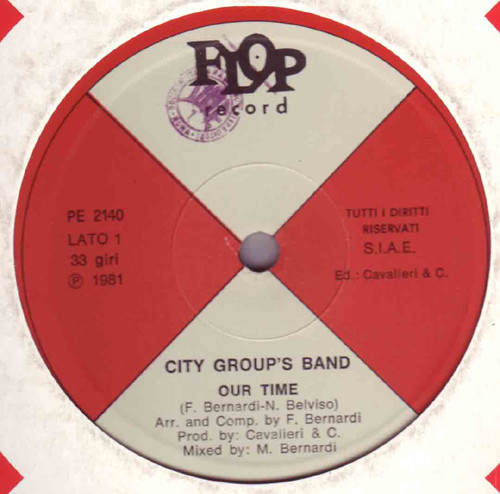 FLOP
record
PE 2140
LATO 1
33 giri
Ⓟ 1981
TUTTI I DIRITTI
RISERVATI
S.I.A.E.
Ed.: Cavalieri & C.
CITY GROUP'S BAND
OUR TIME
(F. Bernardi-N. Belviso)
Arr. and Comp. by F. Bernardi
Prod. by: Cavalieri & C.
Mixed by: M. Bernardi